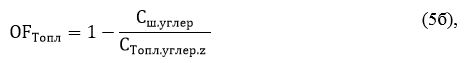 OF_Топл = 1 − C_ш.углер / C_Топл.углер.z (5б),